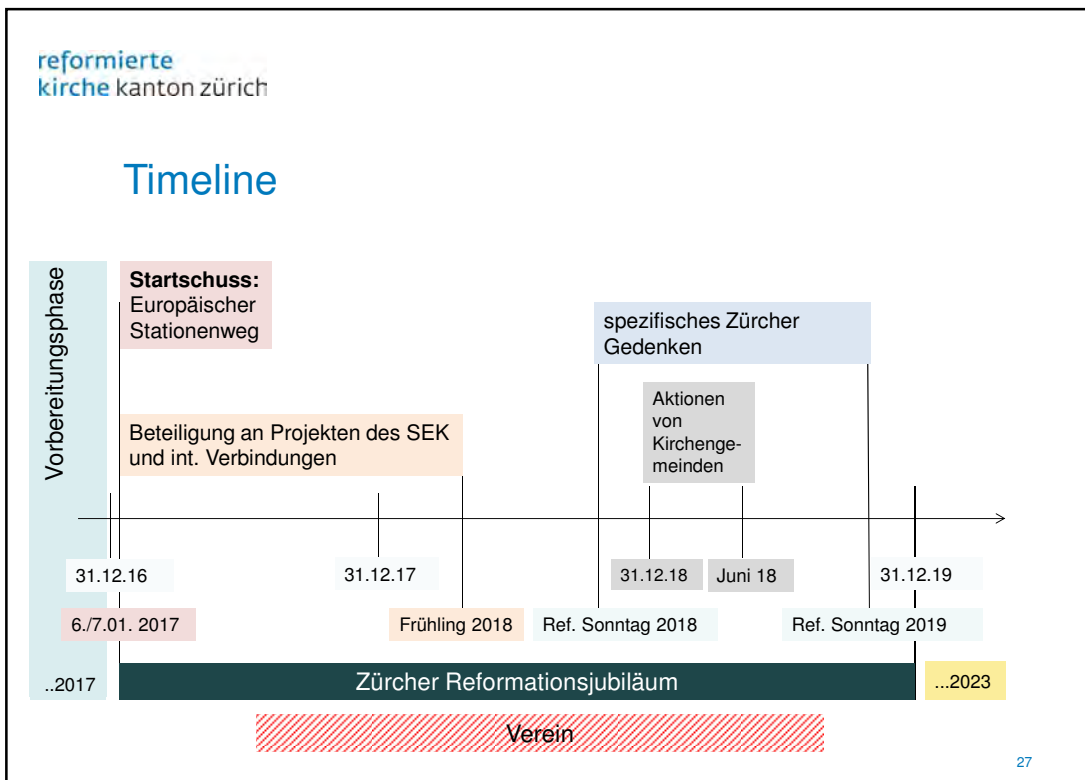 reformierte
kirche kanton zürich
Timeline
Vorbereitungsphase
Startschuss:
Europäischer
Stationenweg
spezifisches Zürcher
Gedenken
Aktionen
von
Kirchenge-
meinden
Beteiligung an Projekten des SEK
und int. Verbindungen
31.12.16
31.12.17
31.12.18
Juni 18
31.12.19
6./7.01. 2017
Frühling 2018
Ref. Sonntag 2018
Ref. Sonntag 2019
..2017
Zürcher Reformationsjubiläum
...2023
Verein
27